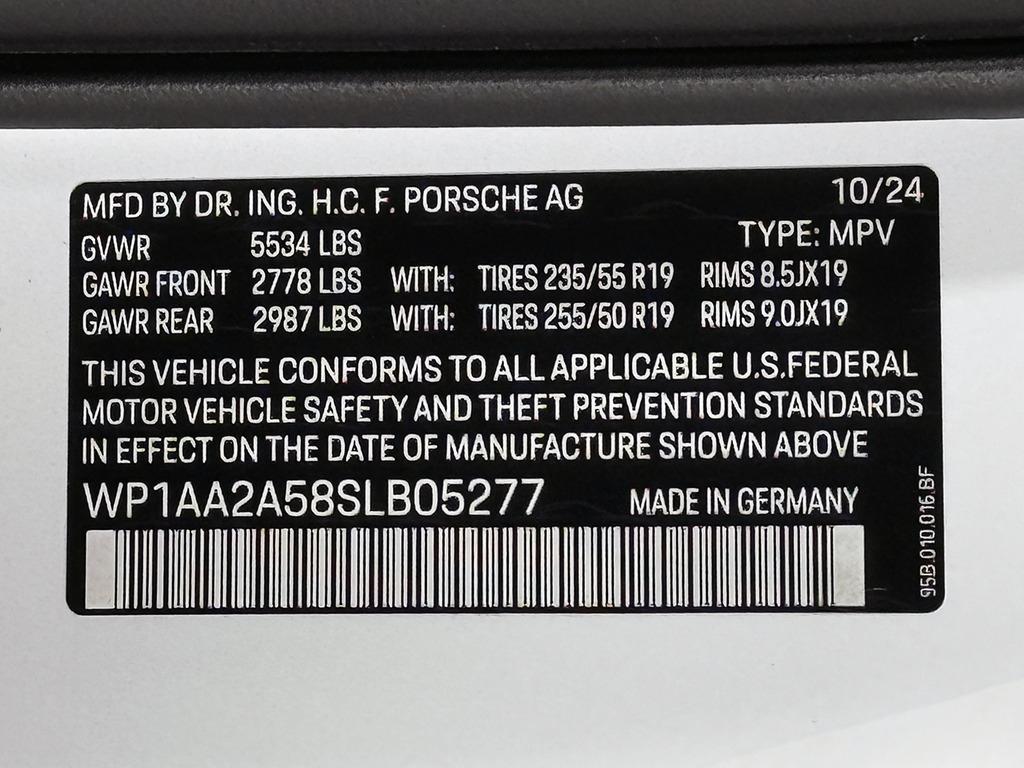 MFD BY DR. ING. H.C. F. PORSCHE AG 10/24
GVWR 5534 LBS TYPE: MPV
GAWR FRONT 2778 LBS WITH: TIRES 235/55 R19 RIMS 8.5JX19
GAWR REAR 2987 LBS WITH: TIRES 255/50 R19 RIMS 9.0JX19
THIS VEHICLE CONFORMS TO ALL APPLICABLE U.S.FEDERAL
MOTOR VEHICLE SAFETY AND THEFT PREVENTION STANDARDS
IN EFFECT ON THE DATE OF MANUFACTURE SHOWN ABOVE
WP1AA2A58SLB05277 MADE IN GERMANY
95B.010.016.BF